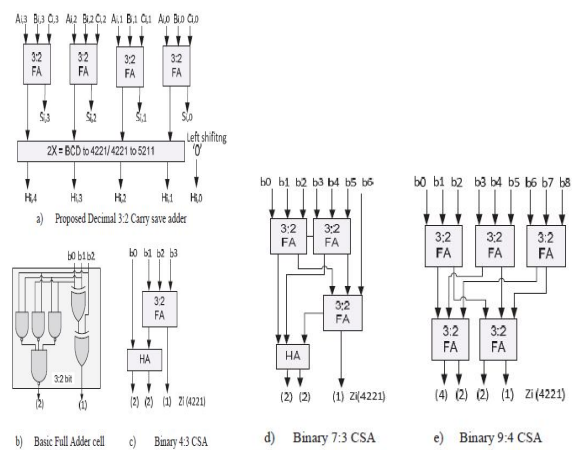 Ai,3 Bi,3 Ci,3 Ai,2 Bi,2 Ci,2 Ai,1 Bi,1 Ci,1 Ai,0 Bi,0 Ci,0
3:2 FA
3:2 FA
3:2 FA
3:2 FA
Si,3 Si,2 Si,1 Si,0
Left shifitng
'0'
2X = BCD to 4221/ 4221 to 5211
Hi,4 Hi,3 Hi,2 Hi,1 Hi,0
a) Proposed Decimal 3:2 Carry save adder
b0 b1 b2
3:2 bit
(2) (1)
b) Basic Full Adder cell
b0 b1 b2 b3
3:2 FA
HA
(2) (2) (1) Zi(4221)
c) Binary 4:3 CSA
b0 b1 b2 b3 b4 b5 b6
3:2 FA
3:2 FA
3:2 FA
HA
(2) (2) (1) Zi(4221)
d) Binary 7:3 CSA
b0 b1 b2 b3 b4 b5 b6 b7 b8
3:2 FA
3:2 FA
3:2 FA
3:2 FA
3:2 FA
(4) (2) (2) (1) Zi(4221)
e) Binary 9:4 CSA